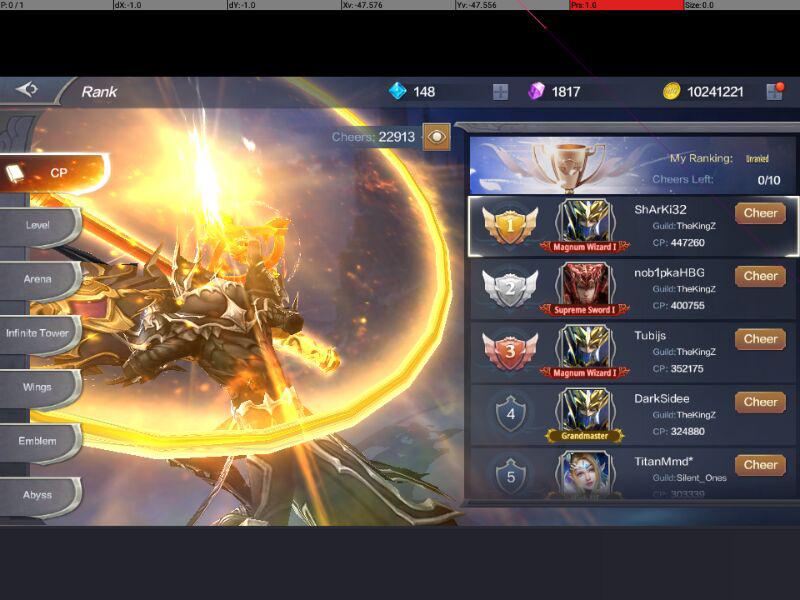 P:0 / 1 dX:-1.0 dY:-1.0 Xv:-47.576 Yv:-47.556 Prs:1.0 Size:0.0
Rank 148 1817 10241221
Cheers: 22913
My Ranking: Unranked
Cheers Left: 0/10
CP
Level
Arena
Infinite Tower
Wings
Emblem
Abyss
1 ShArKi32 Cheer
Guild:TheKingZ
Magnum Wizard I CP: 447260
2 nob1pkaHBG Cheer
Guild:TheKingZ
Supreme Sword I CP: 400755
3 Tubijs Cheer
Guild:TheKingZ
Magnum Wizard I CP: 352175
4 DarkSidee Cheer
Guild:TheKingZ
Grandmaster CP: 324880
5 TitanMmd* Cheer
Guild:Silent_Ones
CP: 303339